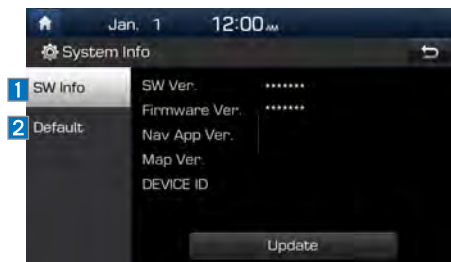 Jan. 1 12:00 AM
System Info
1 SW Info
SW Ver. *******
Firmware Ver. *******
2 Default
Nav App Ver.
Map Ver.
DEVICE ID
Update